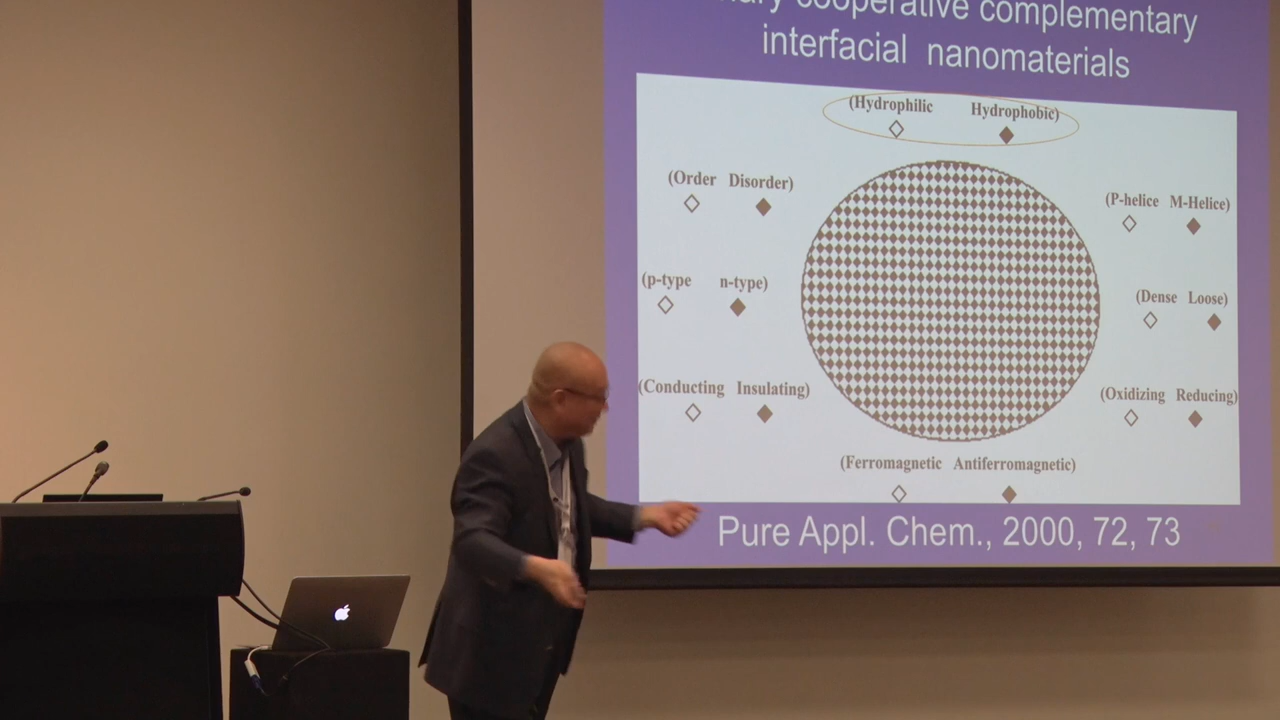 cooperative complementary
interfacial nanomaterials
(Hydrophilic Hydrophobic)
(Order Disorder)
(P-helice M-Helice)
(p-type n-type)
(Dense Loose)
(Conducting Insulating)
(Oxidizing Reducing)
(Ferromagnetic Antiferromagnetic)
Pure Appl. Chem., 2000, 72, 73